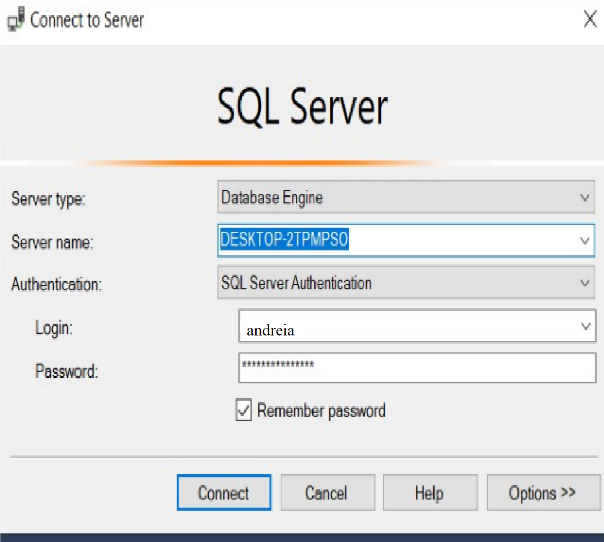 Connect to Server
SQL Server
Server type: Database Engine
Server name: DESKTOP-2TPMPSO
Authentication: SQL Server Authentication
Login: andreia
Password: ***************
Remember password
Connect Cancel Help Options >>